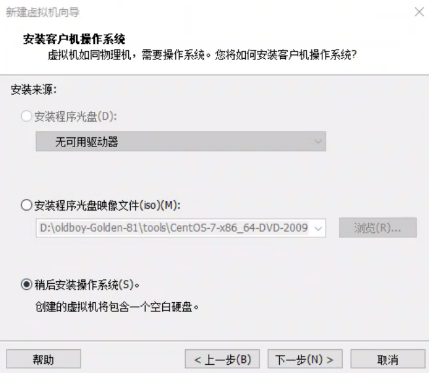 新建虚拟机向导
安装客户机操作系统
虚拟机如同物理机，需要操作系统。您将如何安装客户机操作系统?
安装来源:
安装程序光盘(D):
无可用驱动器
安装程序光盘映像文件(iso)(M):
D:\oldboy-Golden-81\tools\CentOS-7-x86_64-DVD-2009
浏览(R)...
稍后安装操作系统(S)。
创建的虚拟机将包含一个空白硬盘。
帮助
< 上一步(B)
下一步(N) >
取消